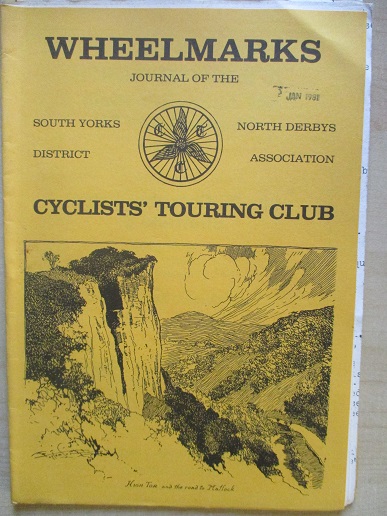 WHEELMARKS
JOURNAL OF THE
JAN 1981
SOUTH YORKS
NORTH DERBYS
DISTRICT
ASSOCIATION
C T C
CYCLISTS' TOURING CLUB
High Tor and the road to Matlock